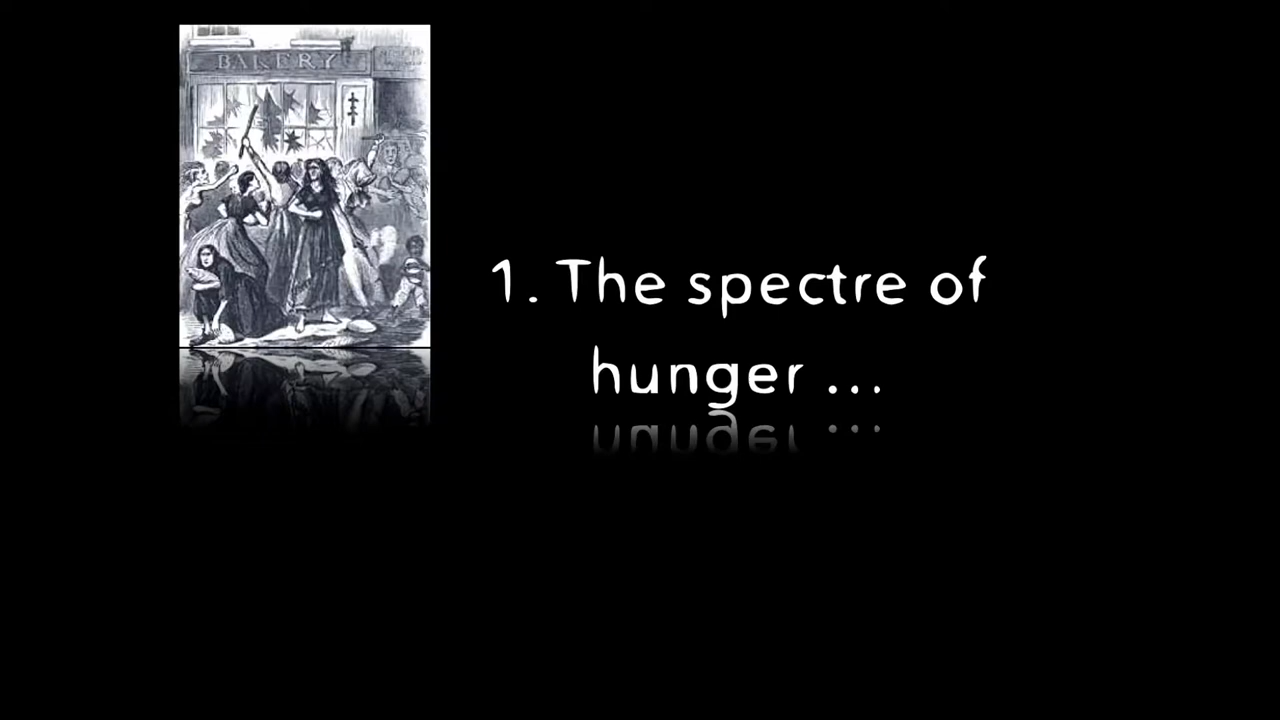 BAKERY
1. The spectre of
hunger ...